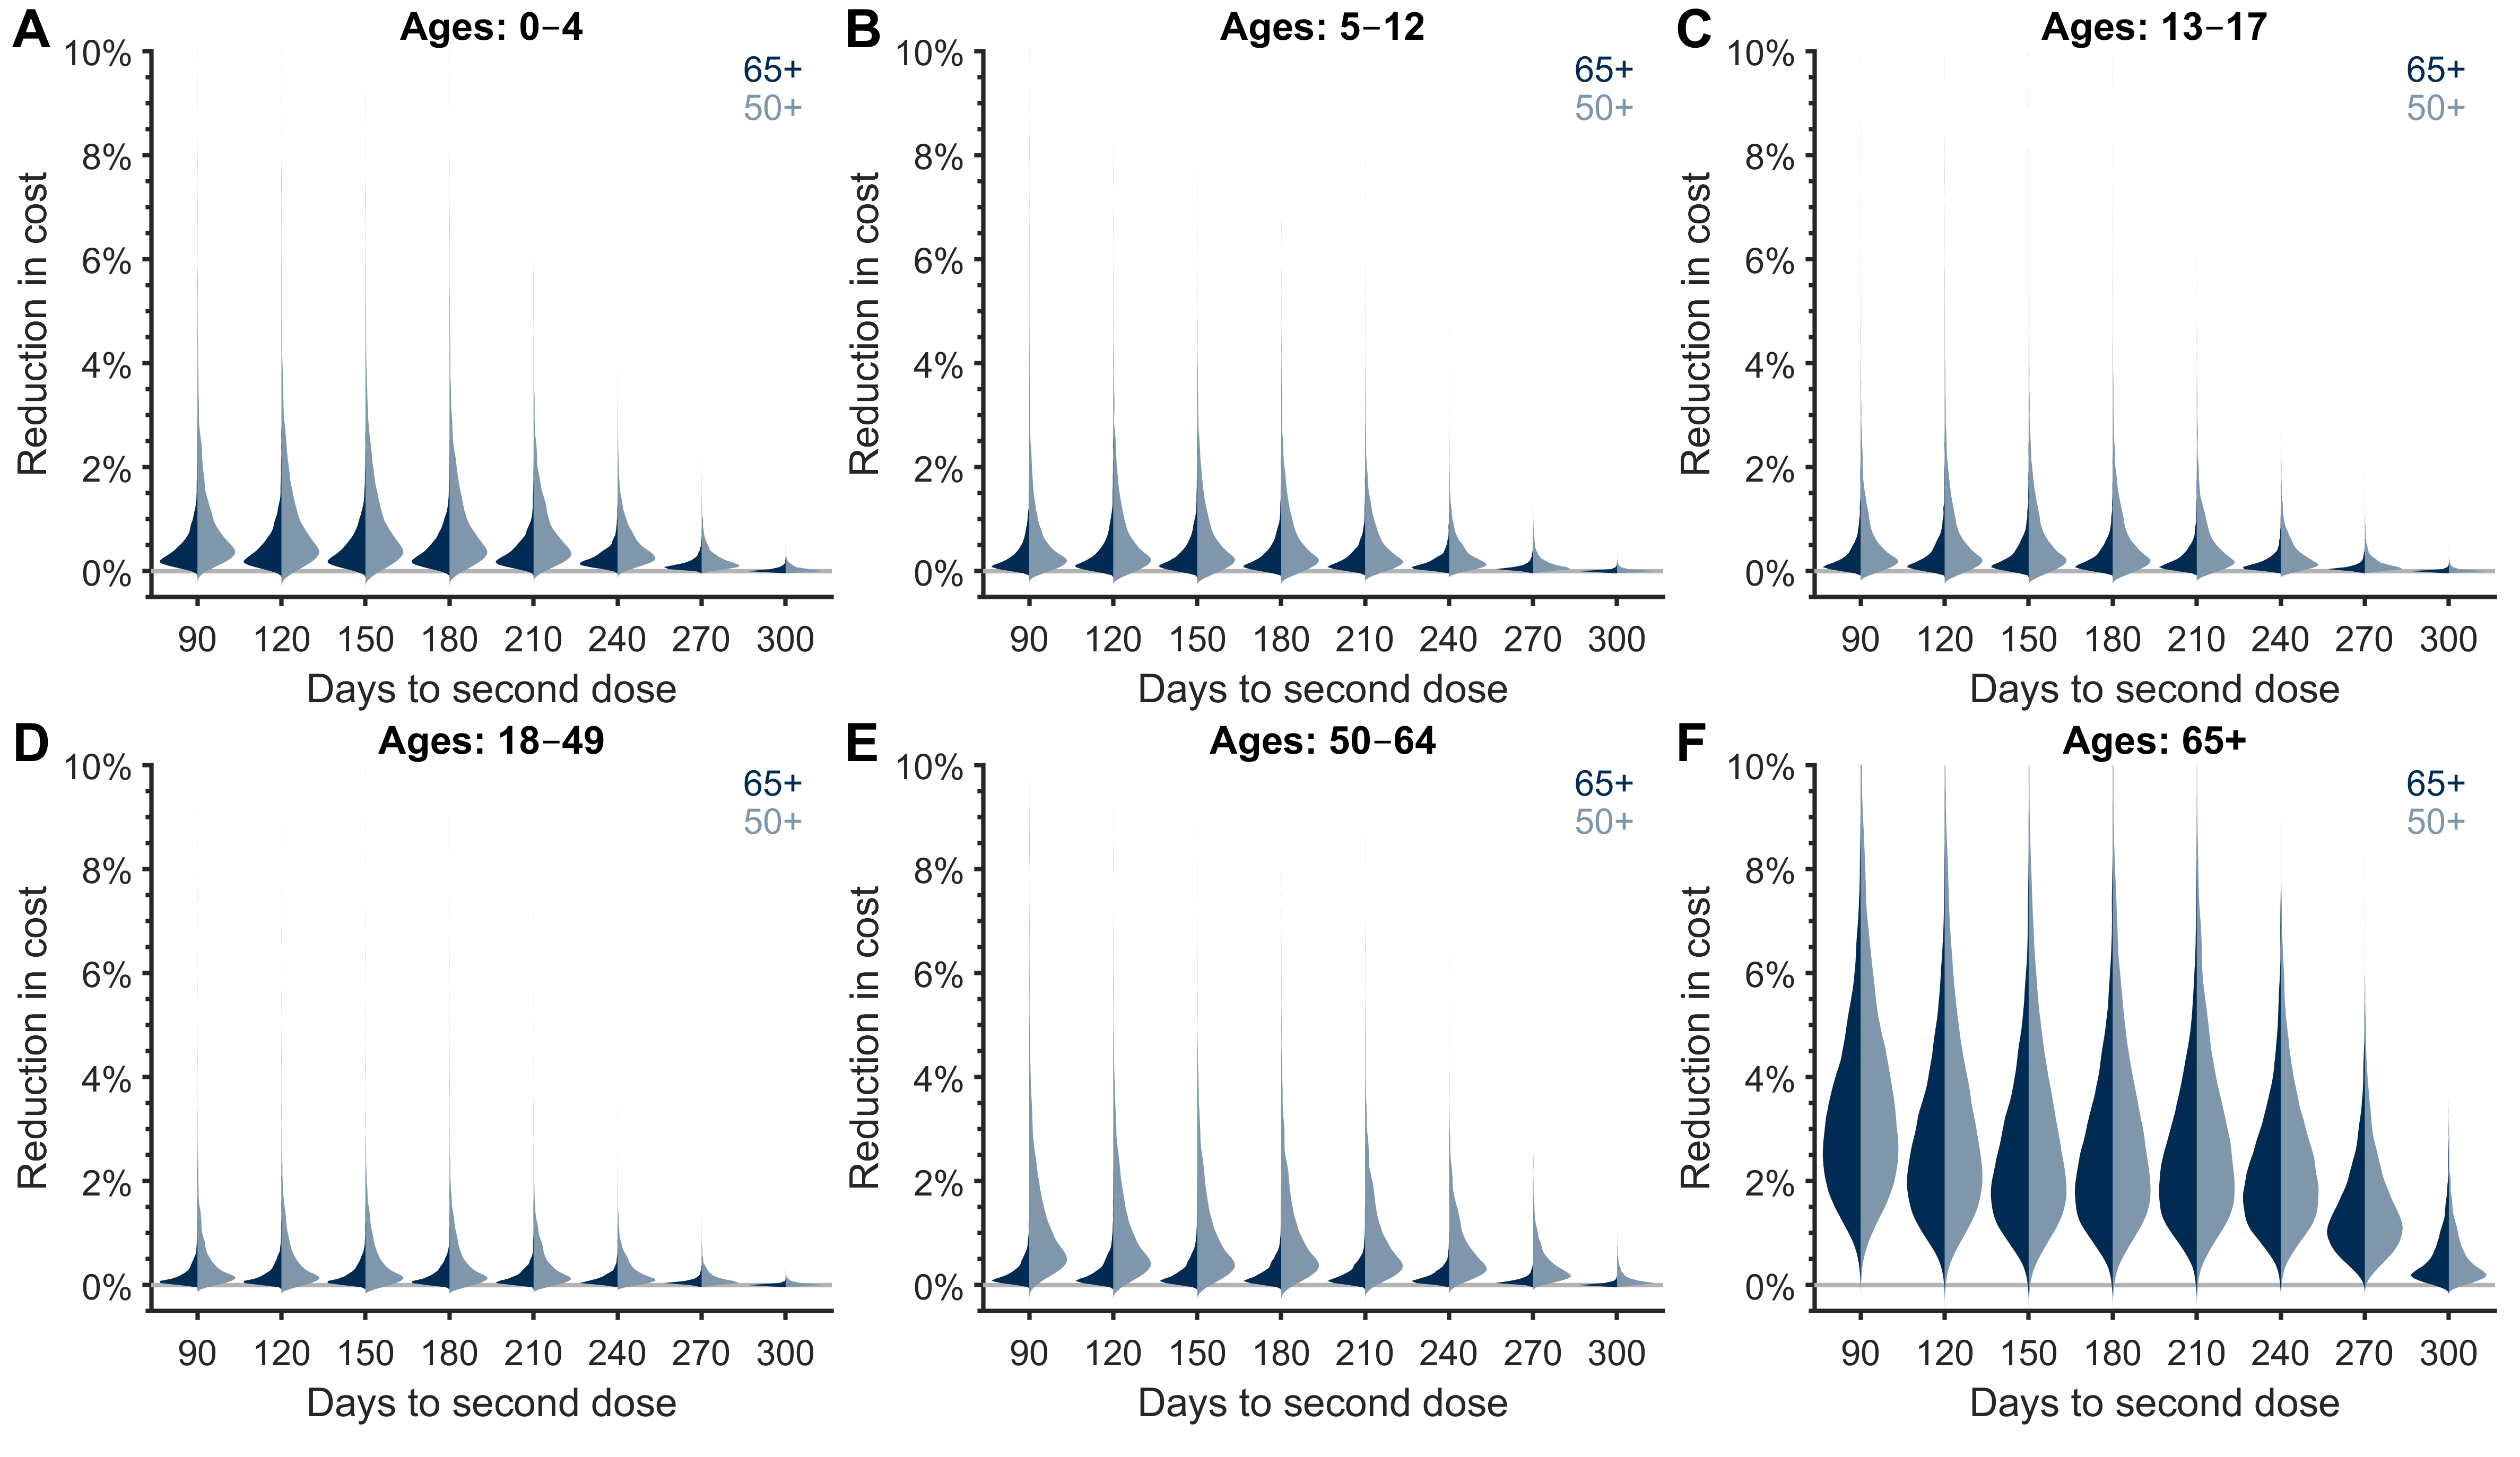 A Ages: 0–4
10%
8%
6%
4%
2%
0%
Reduction in cost
65+
50+
90 120 150 180 210 240 270 300
Days to second dose
B Ages: 5–12
10%
8%
6%
4%
2%
0%
Reduction in cost
65+
50+
90 120 150 180 210 240 270 300
Days to second dose
C Ages: 13–17
10%
8%
6%
4%
2%
0%
Reduction in cost
65+
50+
90 120 150 180 210 240 270 300
Days to second dose
D Ages: 18–49
10%
8%
6%
4%
2%
0%
Reduction in cost
65+
50+
90 120 150 180 210 240 270 300
Days to second dose
E Ages: 50–64
10%
8%
6%
4%
2%
0%
Reduction in cost
65+
50+
90 120 150 180 210 240 270 300
Days to second dose
F Ages: 65+
10%
8%
6%
4%
2%
0%
Reduction in cost
65+
50+
90 120 150 180 210 240 270 300
Days to second dose